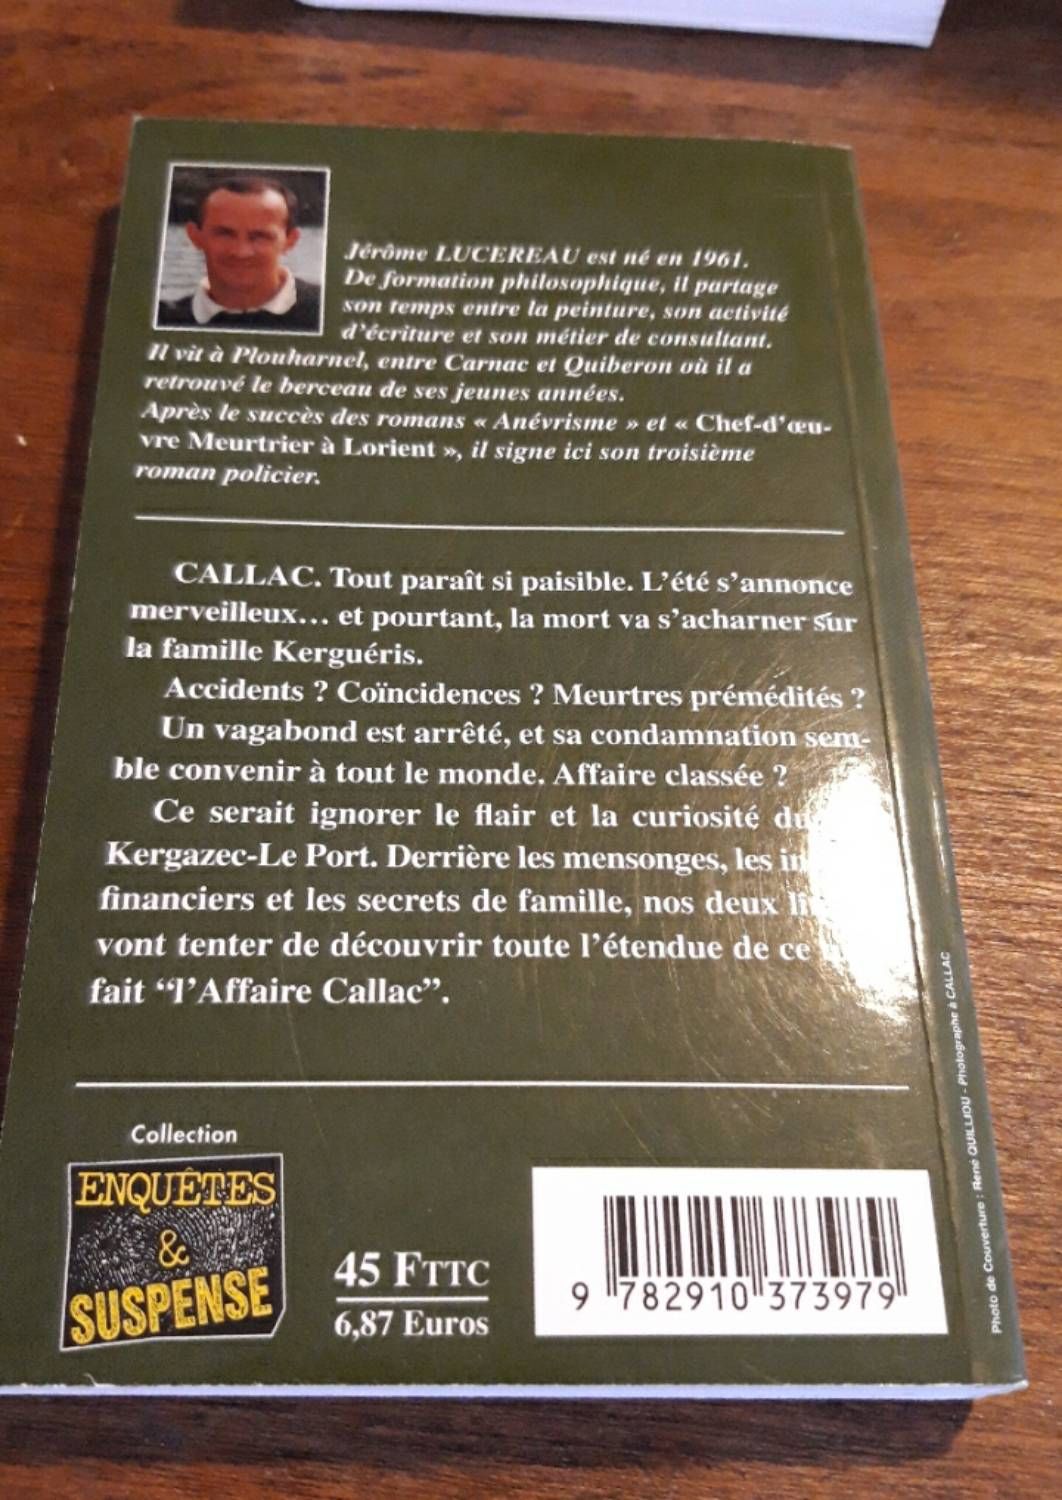 Jérôme LUCEREAU est né en 1961.
De formation philosophique, il partage
son temps entre la peinture, son activité
d'écriture et son métier de consultant.
Il vit à Plouharnel, entre Carnac et Quiberon où il a
retrouvé le berceau de ses jeunes années.
Après le succès des romans « Anévrisme » et « Chef-d'œu-
vre Meurtrier à Lorient », il signe ici son troisième
roman policier.
CALLAC. Tout paraît si paisible. L'été s'annonce
merveilleux... et pourtant, la mort va s'acharner sur
la famille Kerguéris.
Accidents ? Coïncidences ? Meurtres prémédités ?
Un vagabond est arrêté, et sa condamnation sem-
ble convenir à tout le monde. Affaire classée ?
Ce serait ignorer le flair et la curiosité
Kergazec-Le Port. Derrière les mensonges, les
financiers et les secrets de famille, nos deux
vont tenter de découvrir toute l'étendue de ce
fait “l'Affaire Callac”.
Collection
ENQUÊTES
&
SUSPENSE
45 FTTC
6,87 Euros
9 782910 373979
Photo de Couverture : René QUILLIOU - Photographe à CALLAC